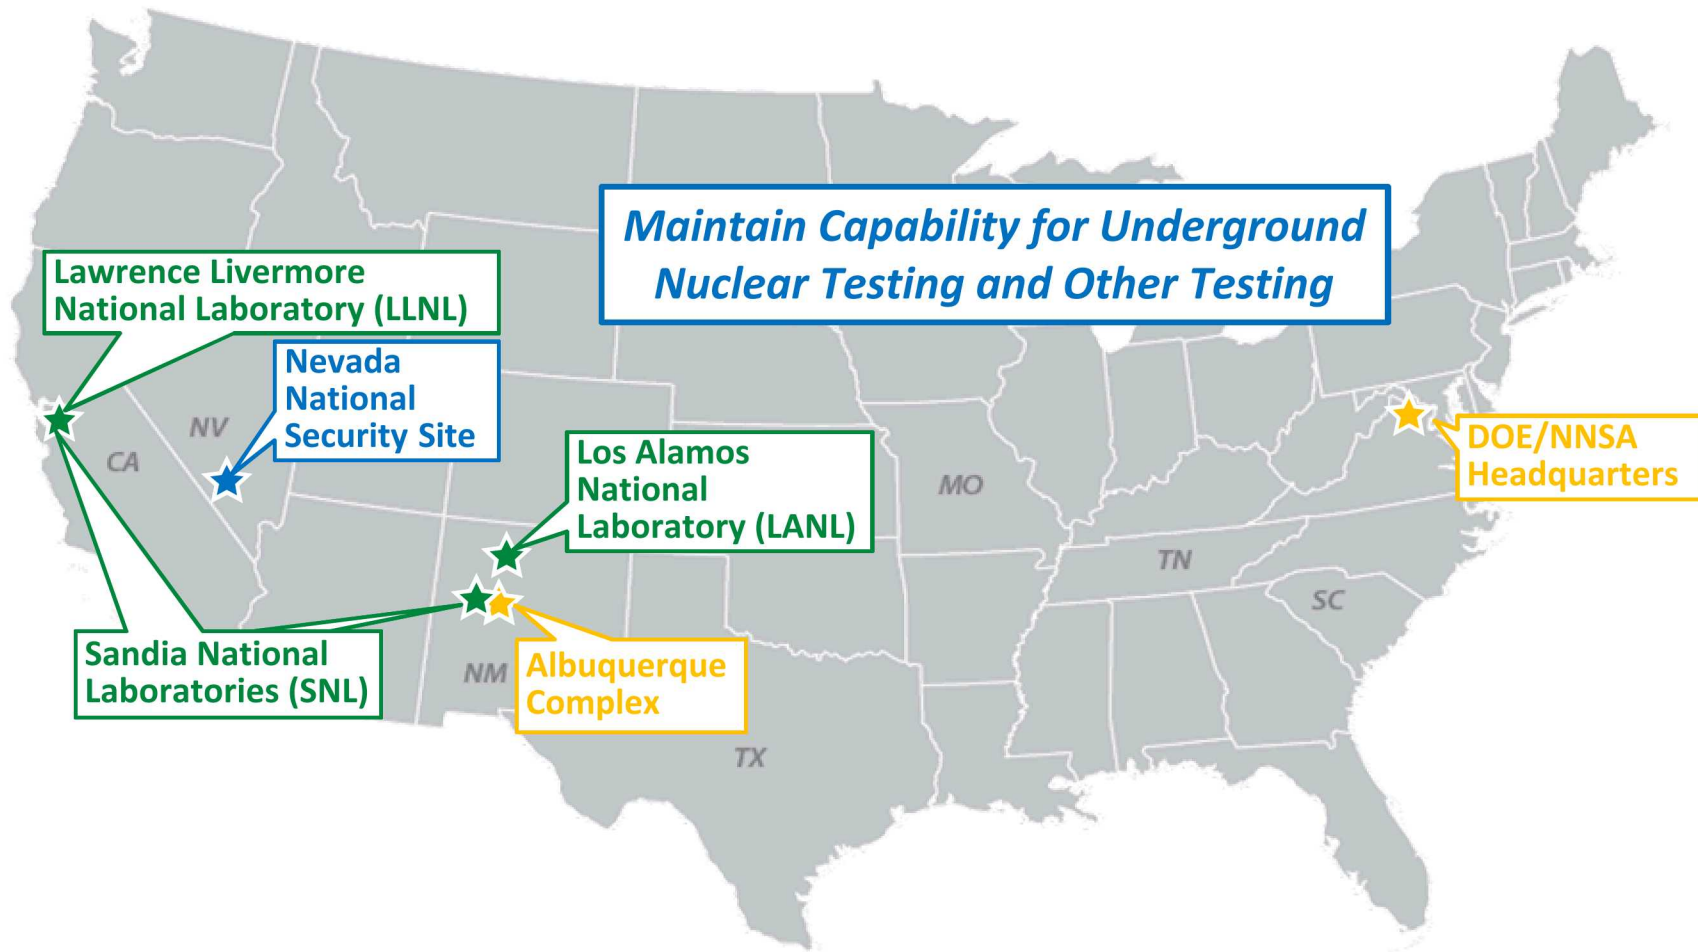 Maintain Capability for Underground
Nuclear Testing and Other Testing
Lawrence Livermore
National Laboratory (LLNL)
Nevada
National
Security Site
NV
CA
Los Alamos
National
Laboratory (LANL)
MO
DOE/NNSA
Headquarters
TN
SC
Sandia National
Laboratories (SNL)
NM
Albuquerque
Complex
TX